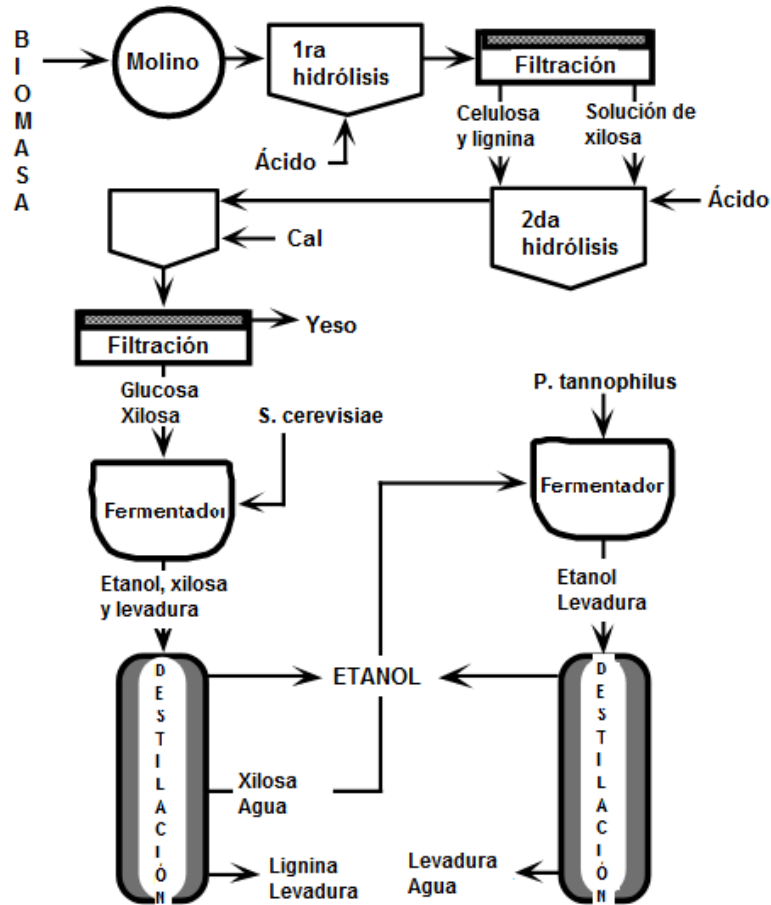 BIOMASA
Molino
1ra
hidrólisis
Filtración
Celulosa
y lignina
Solución de
xilosa
Ácido
Ácido
2da
hidrólisis
Cal
Yeso
Filtración
Glucosa
Xilosa
S. cerevisiae
P. tannophilus
Fermentador
Fermentador
Etanol, xilosa
y levadura
Etanol
Levadura
DESTILACIÓN
ETANOL
DESTILACIÓN
Xilosa
Agua
Lignina
Levadura
Levadura
Agua